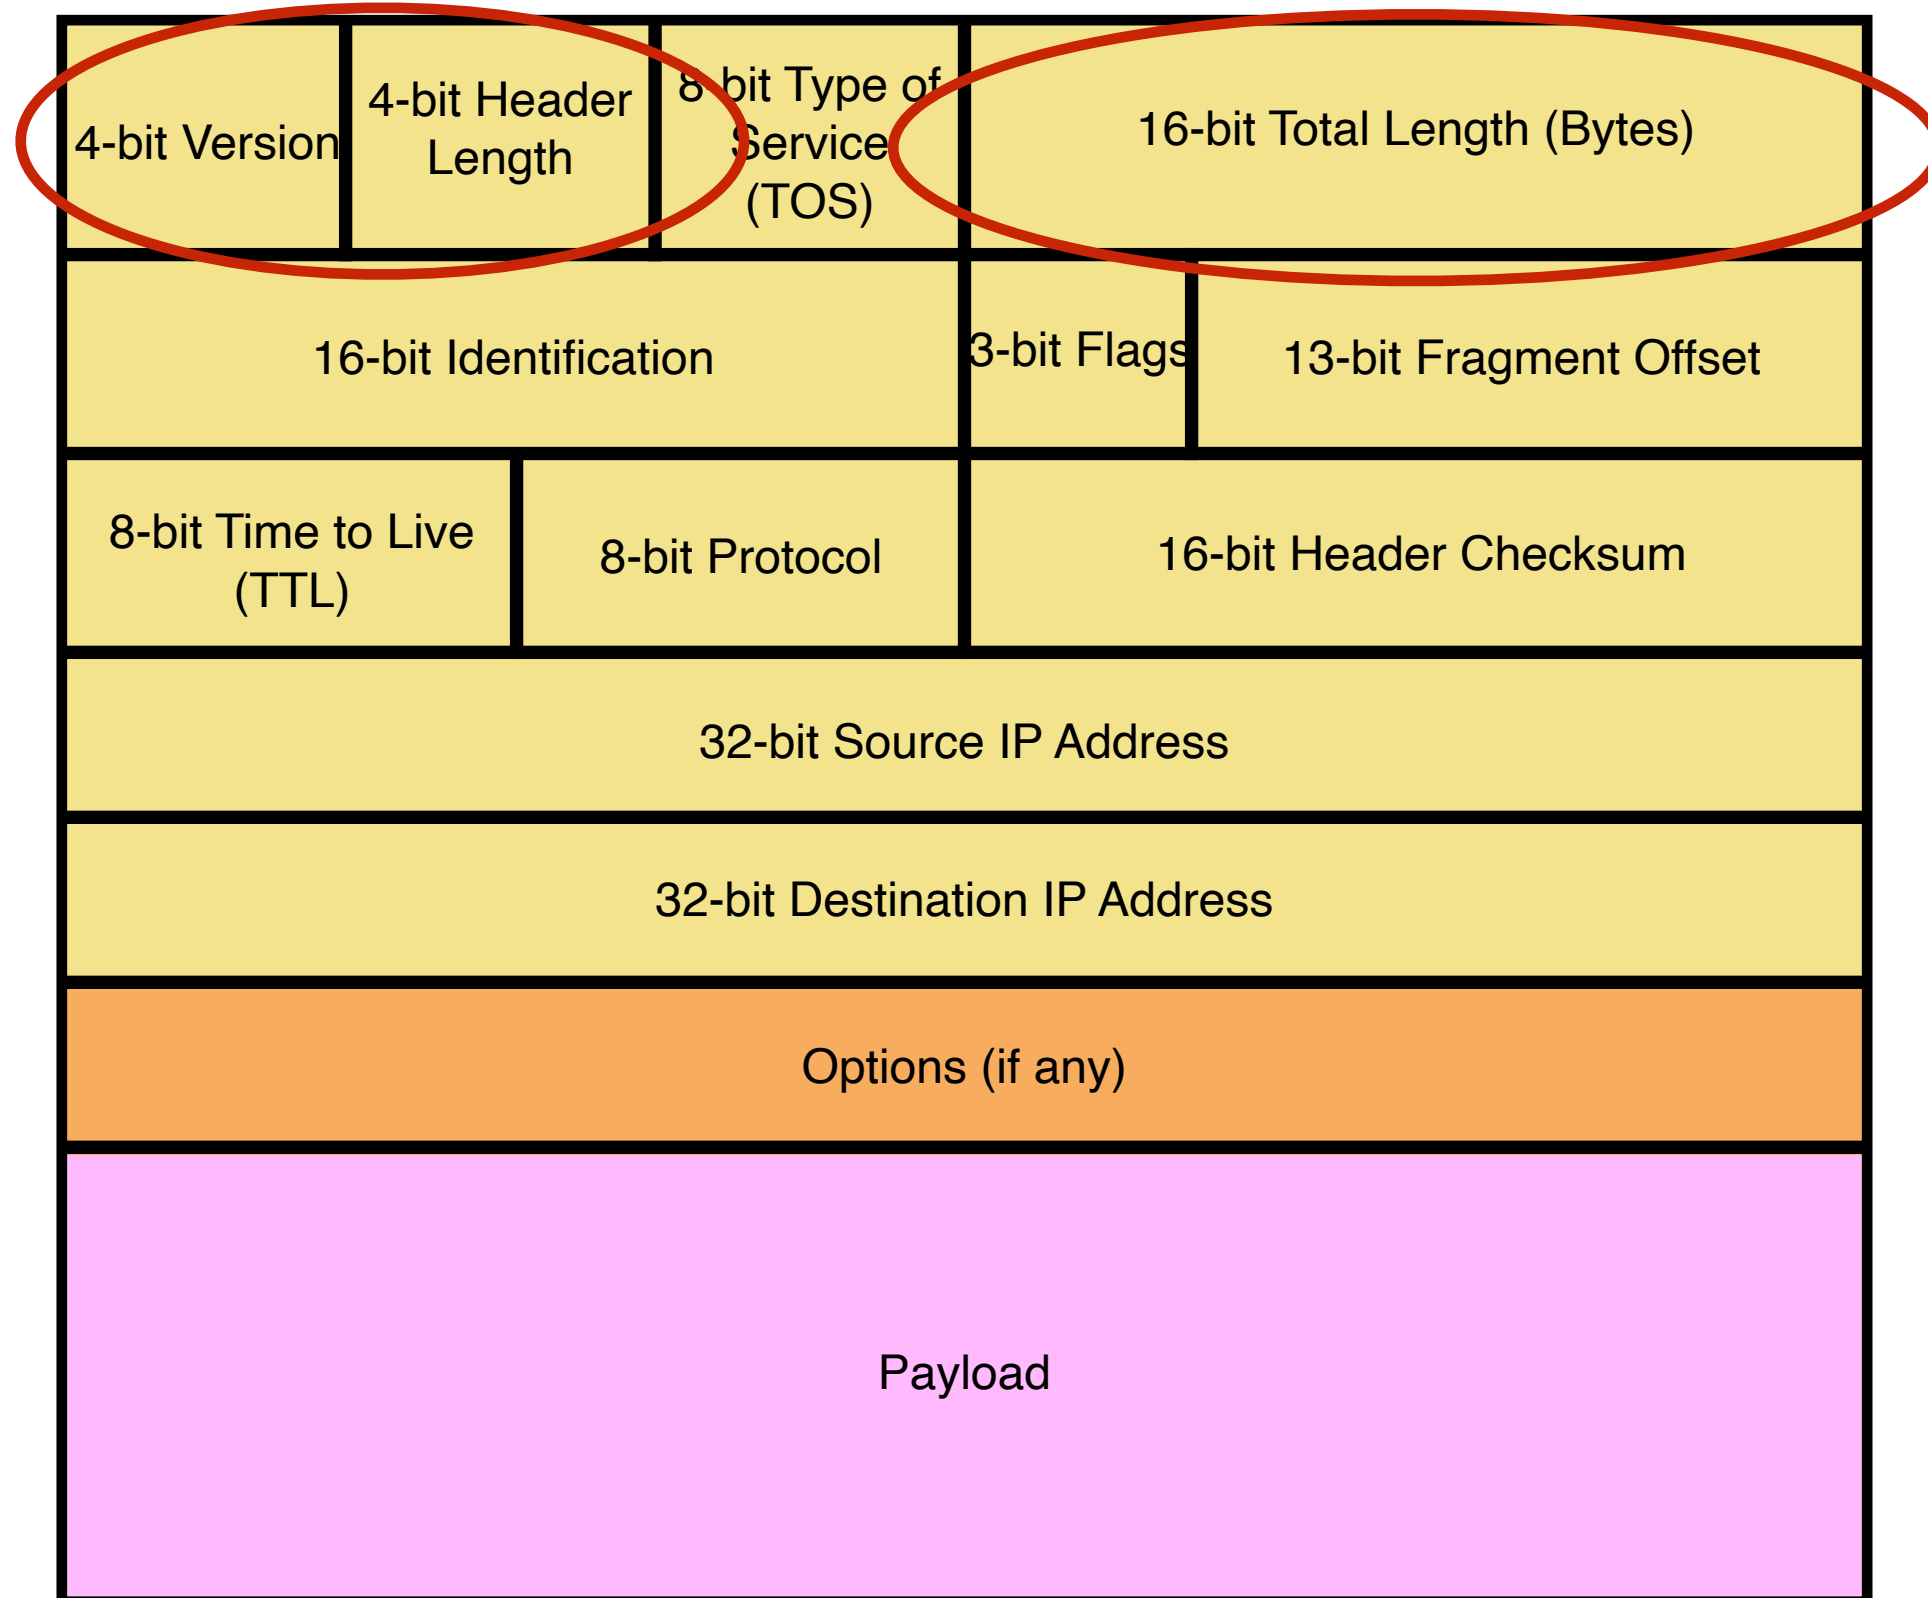 4-bit Version
4-bit Header
Length
8-bit Type of
Service
(TOS)
16-bit Total Length (Bytes)
16-bit Identification
3-bit Flags
13-bit Fragment Offset
8-bit Time to Live
(TTL)
8-bit Protocol
16-bit Header Checksum
32-bit Source IP Address
32-bit Destination IP Address
Options (if any)
Payload